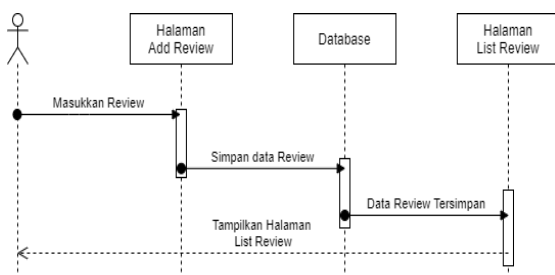 Halaman
Add Review
Database
Halaman
List Review
Masukkan Review
Simpan data Review
Data Review Tersimpan
Tampilkan Halaman
List Review